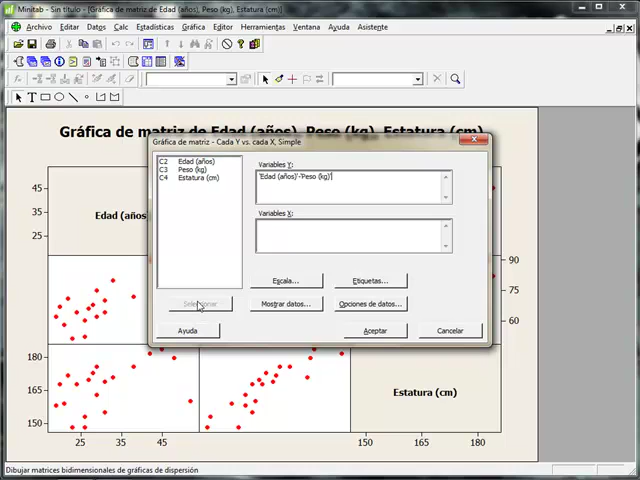 Minitab - Sin título - [Gráfica de matriz de Edad (años), Peso (kg), Estatura (cm)]
Archivo Editar Datos Calc Estadísticas Gráfica Editor Herramientas Ventana Ayuda Asistente
Gráfica de matriz de Edad (años), Peso (kg), Estatura (cm)
Gráfica de matriz - Cada Y vs. cada X, Simple
C2 Edad (años)
C3 Peso (kg)
C4 Estatura (cm)
Variables Y:
'Edad (años)'-'Peso (kg)'
Variables X:
Escala...
Etiquetas...
Seleccionar
Mostrar datos...
Opciones de datos...
Ayuda
Aceptar
Cancelar
45
35
25
Edad (años)
90
75
60
180
165
150
Estatura (cm)
25 35 45
150 165 180
Dibujar matrices bidimensionales de gráficas de dispersión